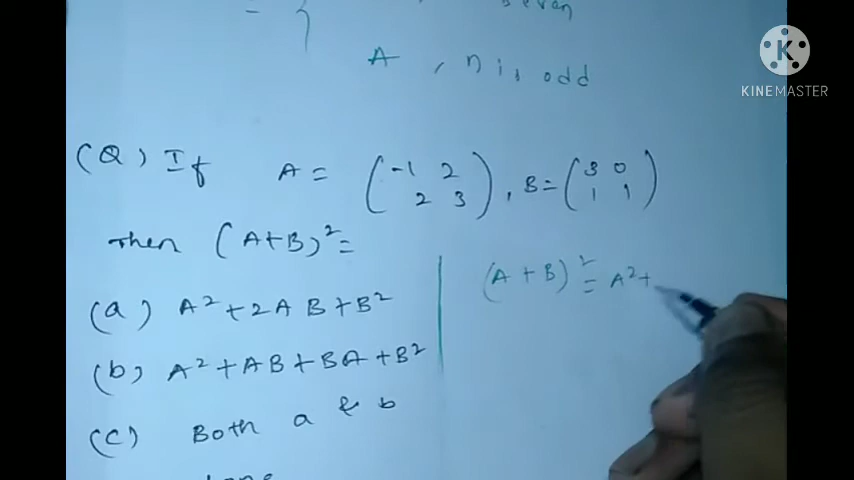 even
A , n is odd
K
KINEMASTER
(Q) If A = (-1 2 2 3), B = (3 0 1 1)
Then (A+B)² =
(a) A² + 2AB + B²
(A + B)² = A² +
(b) A² + AB + BA + B²
(c) Both a & b